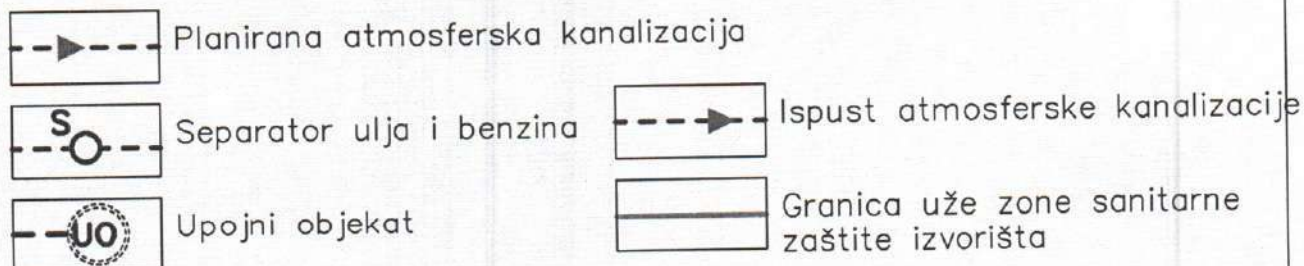 Planirana atmosferska kanalizacija
S
Separator ulja i benzina
UO
Upojni objekat
Ispust atmosferske kanalizacije
Granica uže zone sanitarne
zaštite izvorišta